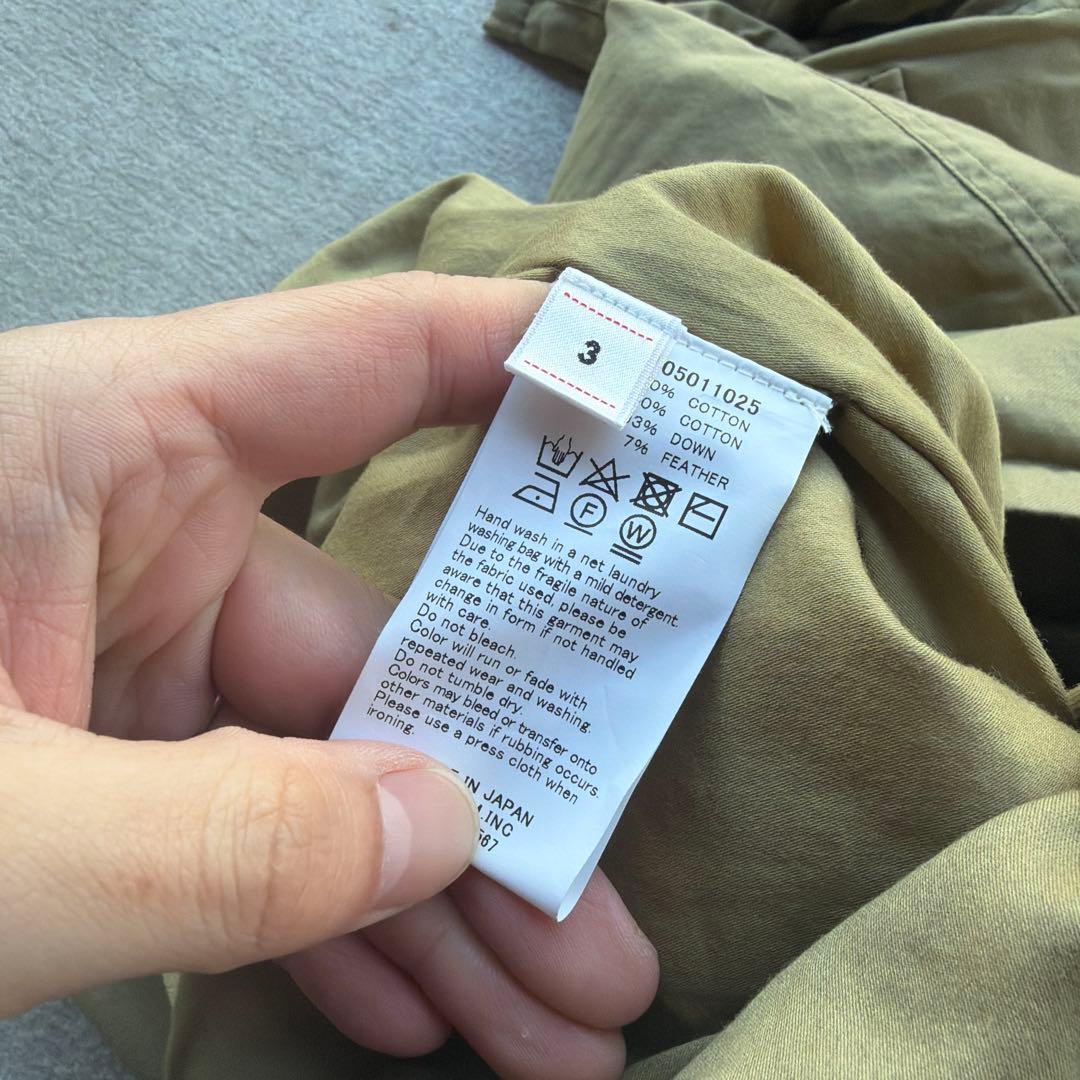 3
05011025
0% COTTON
0% COTTON
3% DOWN
7% FEATHER
F
W
Hand wash in a net laundry
washing bag with a mild detergent.
Due to the fragile nature of
the fabric used, please be
aware that this garment may
change in form if not handled
with care.
Do not bleach.
Color will run or fade with
repeated wear and washing.
Do not tumble dry.
Colors may bleed or transfer onto
other materials if rubbing occurs.
Please use a press cloth when
ironing.
IN JAPAN
.INC
567